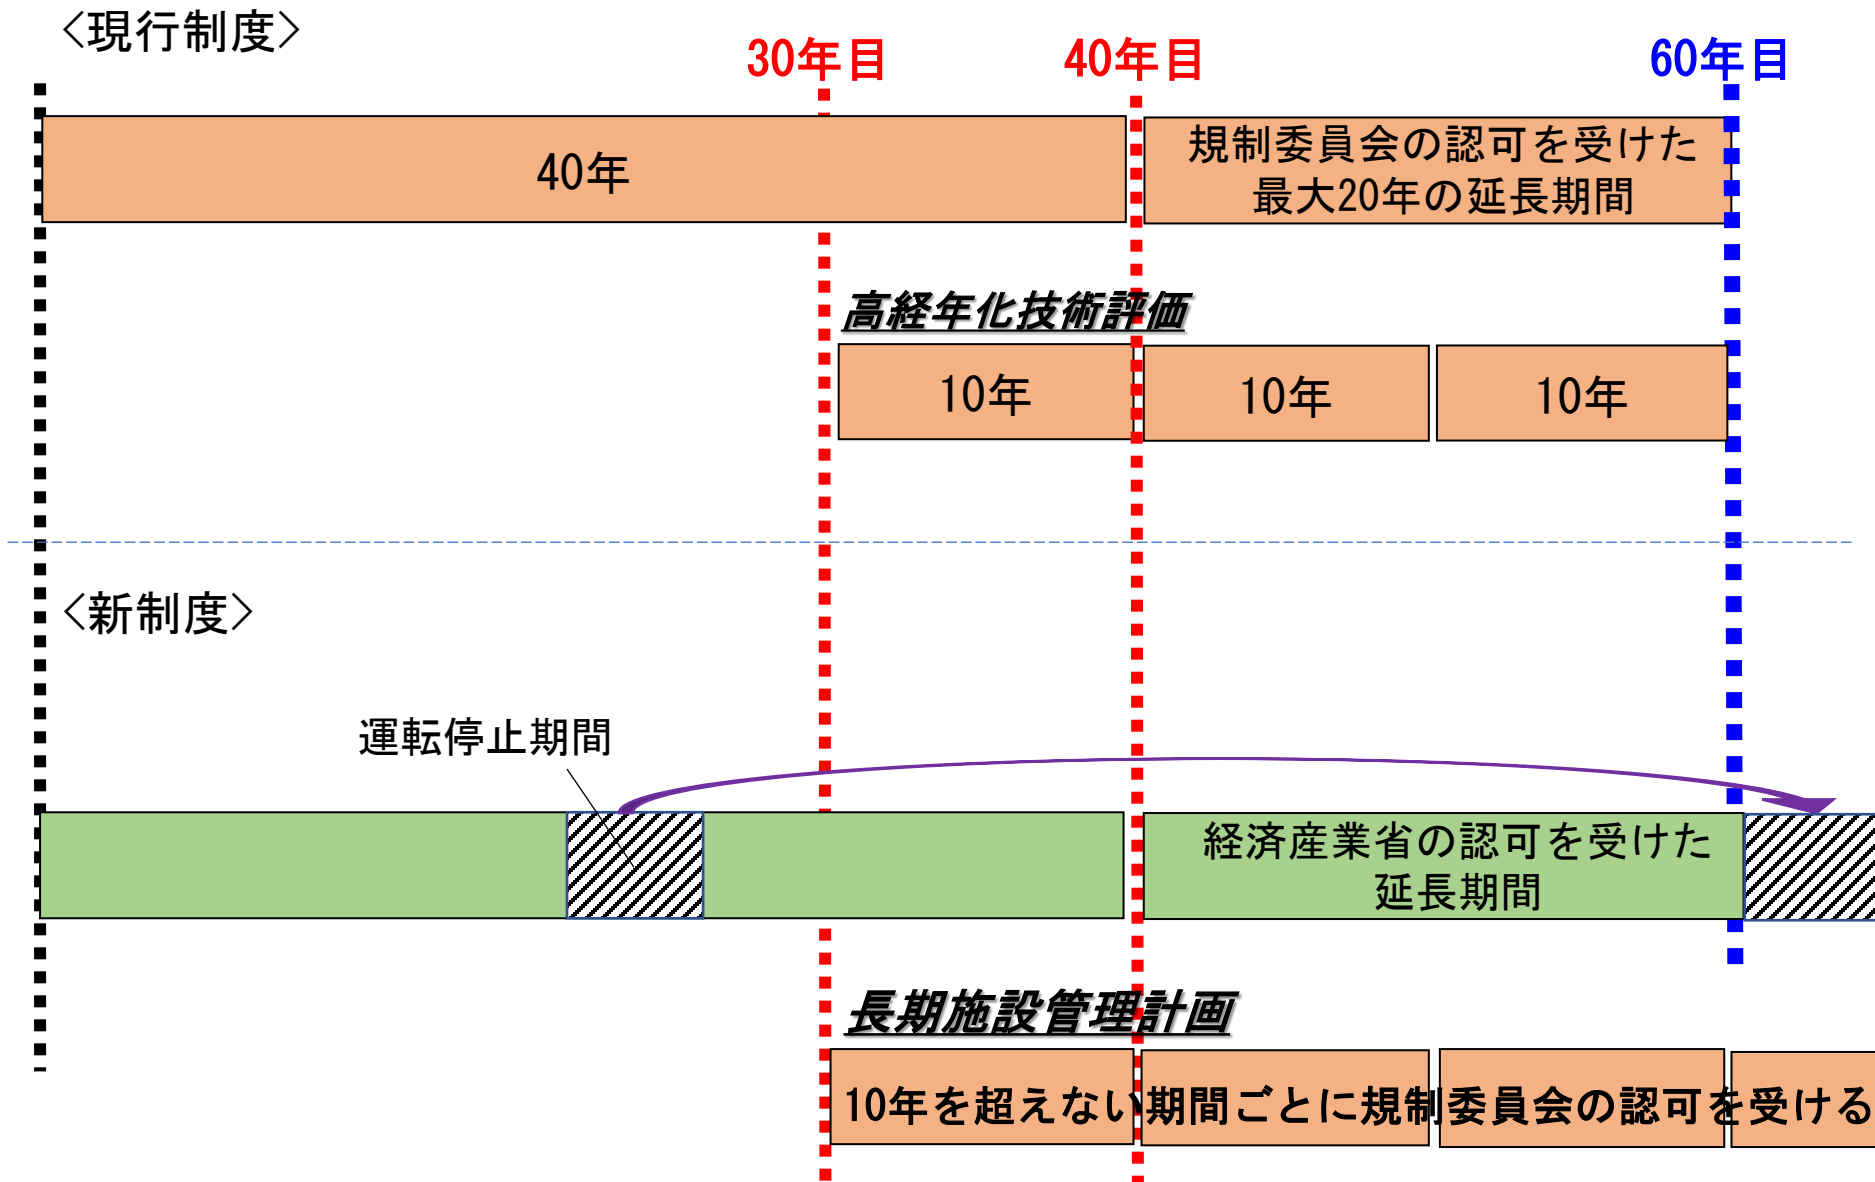 <現行制度>
30年目
40年目
60年目
40年
規制委員会の認可を受けた
最大20年の延長期間
高経年化技術評価
10年
10年
10年
<新制度>
運転停止期間
経済産業省の認可を受けた
延長期間
長期施設管理計画
10年を超えない期間ごとに規制委員会の認可を受ける